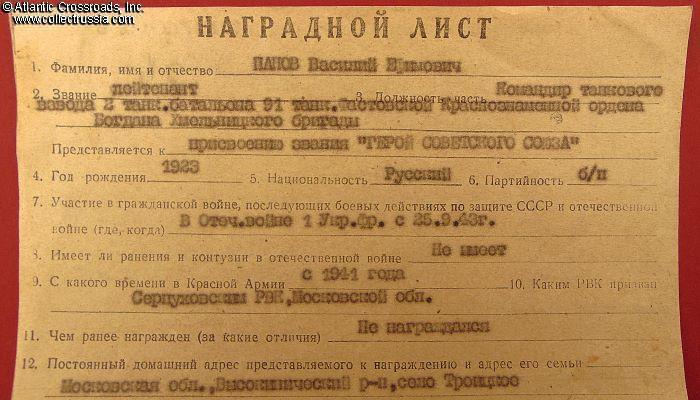 © Atlantic Crossroads, Inc.
www.collectrussia.com
НАГРАДНОЙ ЛИСТ
1. Фамилия, имя и отчество ПАПОВ Василий Ефимович
2. Звание лейтенант 3. Должность, часть Командир танкового
взвода 2 танк.батальона 91 танк.Фастовской Краснознаменной ордена
Богдана Хмельницкого бригады
Представляется к присвоению звания "ГЕРОЙ СОВЕТСКОГО СОЮЗА"
4. Год рождения 1923 5. Национальность Русский 6. Партийность б/п
7. Участие в гражданской войне, последующих боевых действиях по защите СССР и отечественной
войне (где, когда) В Отеч.войне 1 Укр.Фр. с 25.9.43г.
8. Имеет ли ранения и контузии в отечественной войне Не имеет
9. С какого времени в Красной Армии с 1941 года 10. Каким РВК призван
Серпуховским РВК,Московской обл.
11. Чем ранее награжден (за какие отличия) Не награждался
12. Постоянный домашний адрес представляемого к награждению и адрес его семьи
Московская обл.,Высокиничский р-н,село Троицкое